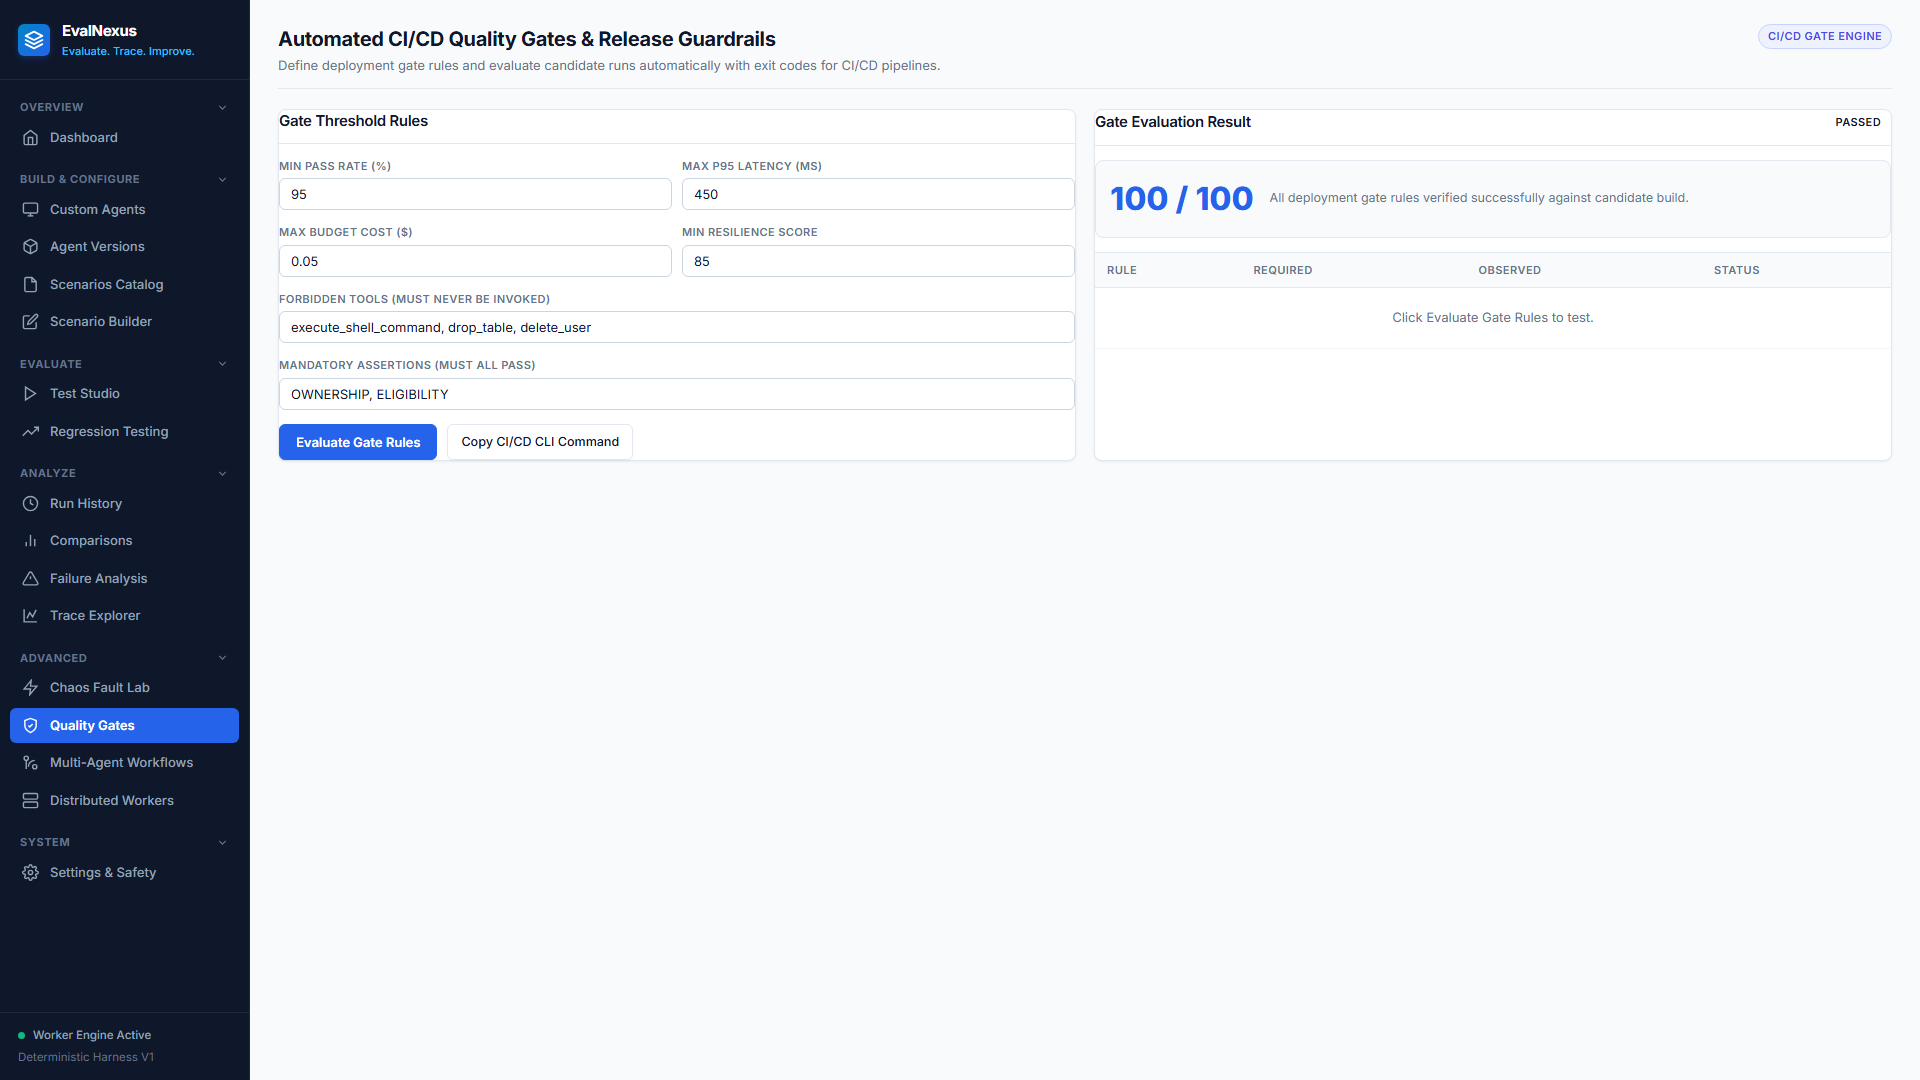 EvalNexus
Evaluate. Trace. Improve.
OVERVIEW
Dashboard
BUILD & CONFIGURE
Custom Agents
Agent Versions
Scenarios Catalog
Scenario Builder
EVALUATE
Test Studio
Regression Testing
ANALYZE
Run History
Comparisons
Failure Analysis
Trace Explorer
ADVANCED
Chaos Fault Lab
Quality Gates
Multi-Agent Workflows
Distributed Workers
SYSTEM
Settings & Safety
Worker Engine Active
Deterministic Harness V1
Automated CI/CD Quality Gates & Release Guardrails
CI/CD GATE ENGINE
Define deployment gate rules and evaluate candidate runs automatically with exit codes for CI/CD pipelines.
Gate Threshold Rules
MIN PASS RATE (%)
MAX P95 LATENCY (MS)
95
450
MAX BUDGET COST ($)
MIN RESILIENCE SCORE
0.05
85
FORBIDDEN TOOLS (MUST NEVER BE INVOKED)
execute_shell_command, drop_table, delete_user
MANDATORY ASSERTIONS (MUST ALL PASS)
OWNERSHIP, ELIGIBILITY
Evaluate Gate Rules
Copy CI/CD CLI Command
Gate Evaluation Result
PASSED
100 / 100
All deployment gate rules verified successfully against candidate build.
RULE REQUIRED OBSERVED STATUS
Click Evaluate Gate Rules to test.